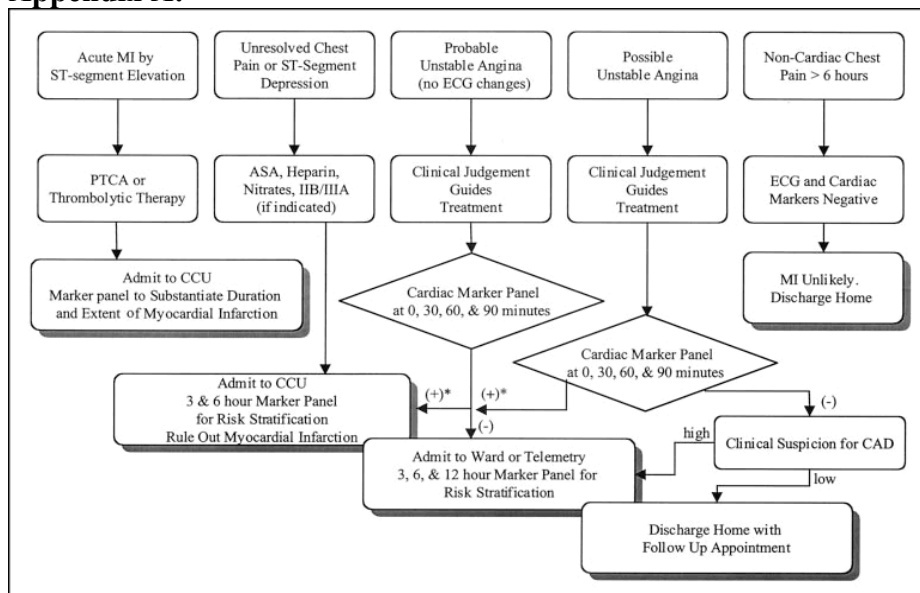 Acute MI by
ST-segment Elevation
Unresolved Chest
Pain or ST-Segment
Depression
Probable
Unstable Angina
(no ECG changes)
Possible
Unstable Angina
Non-Cardiac Chest
Pain > 6 hours
PTCA or
Thrombolytic Therapy
ASA, Heparin,
Nitrates, IIB/IIIA
(if indicated)
Clinical Judgement
Guides
Treatment
Clinical Judgement
Guides
Treatment
ECG and Cardiac
Markers Negative
Admit to CCU
Marker panel to Substantiate Duration
and Extent of Myocardial Infarction
Cardiac Marker Panel
at 0, 30, 60, & 90 minutes
MI Unlikely.
Discharge Home
Cardiac Marker Panel
at 0, 30, 60, & 90 minutes
Admit to CCU
3 & 6 hour Marker Panel
for Risk Stratification
Rule Out Myocardial Infarction
(+)*
(+)*
(-)
(-)
high
Clinical Suspicion for CAD
low
Admit to Ward or Telemetry
3, 6, & 12 hour Marker Panel for
Risk Stratification
Discharge Home with
Follow Up Appointment